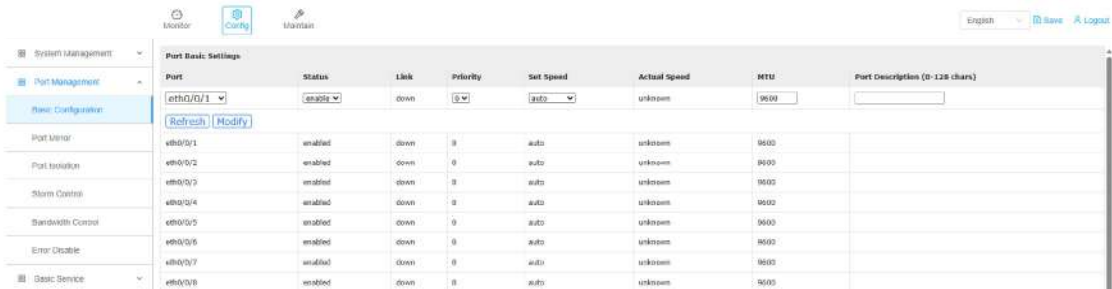 Monitor Config Maintain English Save Logout
System Management
Port Management
Basic Configuration
Port Mirror
Port Isolation
Storm Control
Bandwidth Control
Error Disable
Basic Service
Port Basic Settings
Port Status Link Priority Set Speed Actual Speed MTU Port Description (0-128 chars)
eth0/0/1 enable down 0 auto unknown 9600
Refresh Modify
eth0/0/1 enabled down 0 auto unknown 9600
eth0/0/2 enabled down 0 auto unknown 9600
eth0/0/3 enabled down 0 auto unknown 9600
eth0/0/4 enabled down 0 auto unknown 9600
eth0/0/5 enabled down 0 auto unknown 9600
eth0/0/6 enabled down 0 auto unknown 9600
eth0/0/7 enabled down 0 auto unknown 9600
eth0/0/8 enabled down 0 auto unknown 9600